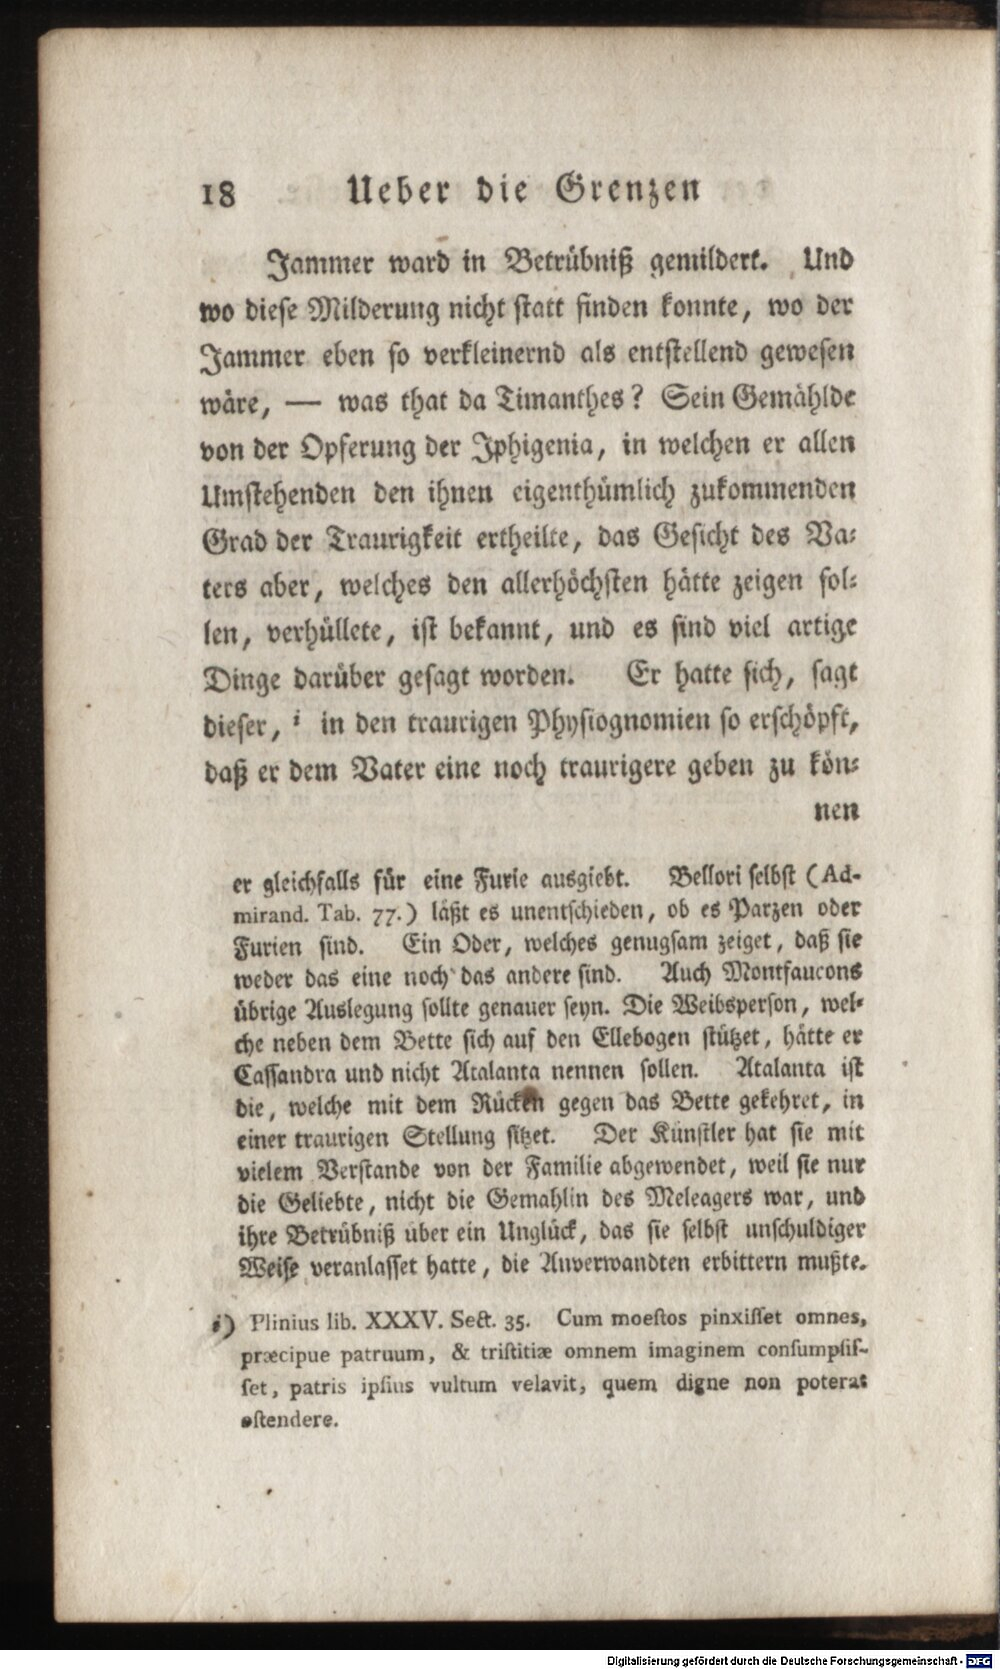 18 Ueber die Grenzen
Jammer ward in Betrübniß gemildert. Und
wo diese Milderung nicht statt finden konnte, wo der
Jammer eben so verkleinernd als entstellend gewesen
wäre, — was that da Timanthes? Sein Gemählde
von der Opferung der Iphigenia, in welchen er allen
Umstehenden den ihnen eigenthümlich zukommenden
Grad der Traurigkeit ertheilte, das Gesicht des Va-
ters aber, welches den allerhöchsten hätte zeigen sol-
len, verhüllete, ist bekannt, und es sind viel artige
Dinge darüber gesagt worden. Er hatte sich, sagt
dieser, i in den traurigen Physiognomien so erschöpft,
daß er dem Vater eine noch traurigere geben zu kön-
nen
er gleichfalls für eine Furie ausgiebt. Bellori selbst (Ad-
mirand. Tab. 77.) läßt es unentschieden, ob es Parzen oder
Furien sind. Ein Oder, welches genugsam zeiget, daß sie
weder das eine noch das andere sind. Auch Montfaucons
übrige Auslegung sollte genauer seyn. Die Weibsperson, wel-
che neben dem Bette sich auf den Ellebogen stützet, hätte er
Cassandra und nicht Atalanta nennen sollen. Atalanta ist
die, welche mit dem Rücken gegen das Bette gekehret, in
einer traurigen Stellung sitzet. Der Künstler hat sie mit
vielem Verstande von der Familie abgewendet, weil sie nur
die Geliebte, nicht die Gemahlin des Meleagers war, und
ihre Betrübniß über ein Unglück, das sie selbst unschuldiger
Weise veranlasset hatte, die Anverwandten erbittern mußte.
i) Plinius lib. XXXV. Sect. 35. Cum moestos pinxisset omnes,
præcipue patruum, & tristitiæ omnem imaginem consumpsis-
set, patris ipsius vultum velavit, quem digne non poterat
ostendere.
Digitalisierung gefördert durch die Deutsche Forschungsgemeinschaft - DFG